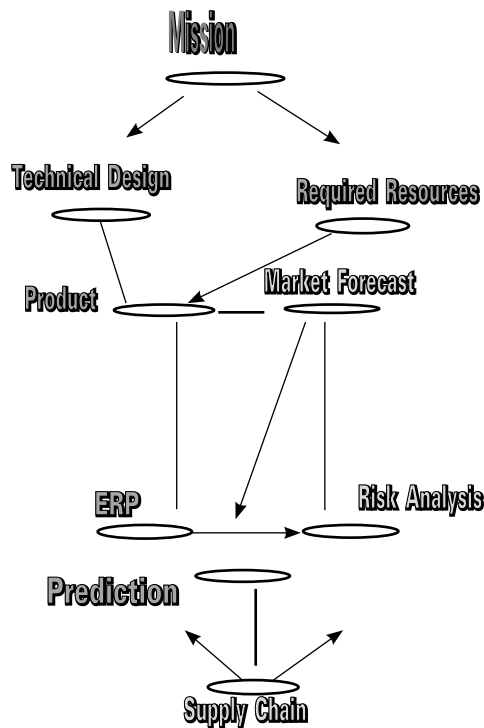 Mission
Technical Design
Required Resources
Market Forecast
Product
ERP
Risk Analysis
Prediction
Supply Chain